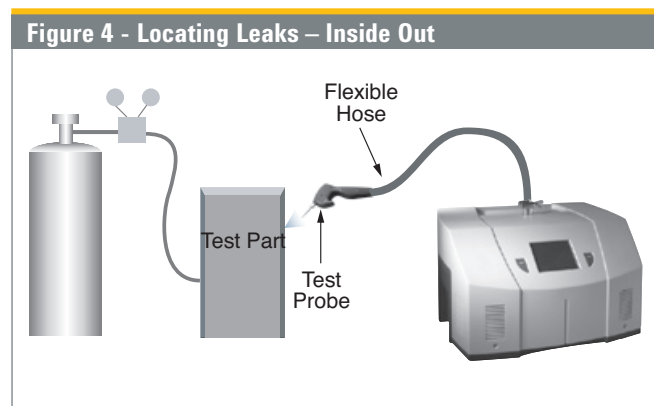 Figure 4 - Locating Leaks – Inside Out
Flexible
Hose
Test Part
Test
Probe